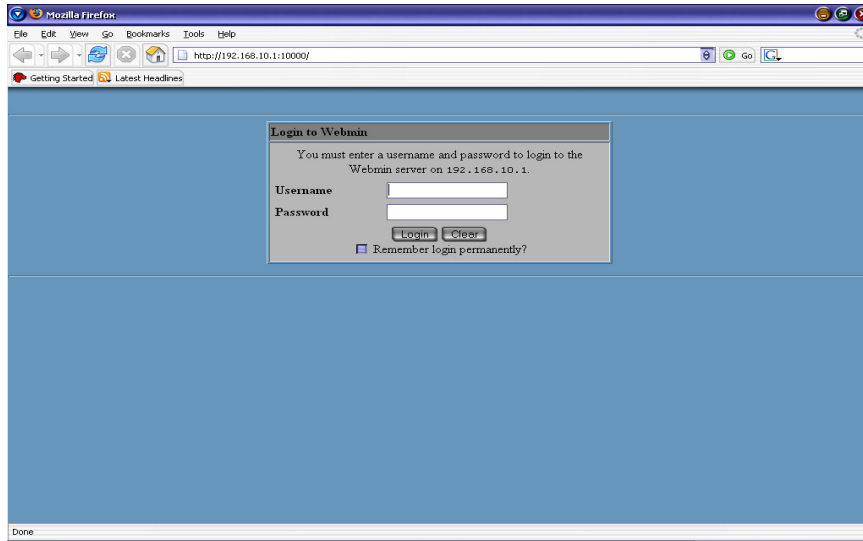 Mozilla Firefox
File Edit View Go Bookmarks Tools Help
http://192.168.10.1:10000/
Go
G
Getting Started Latest Headlines
Login to Webmin
You must enter a username and password to login to the
Webmin server on 192.168.10.1.
Username
Password
Login Clear
Remember login permanently?
Done